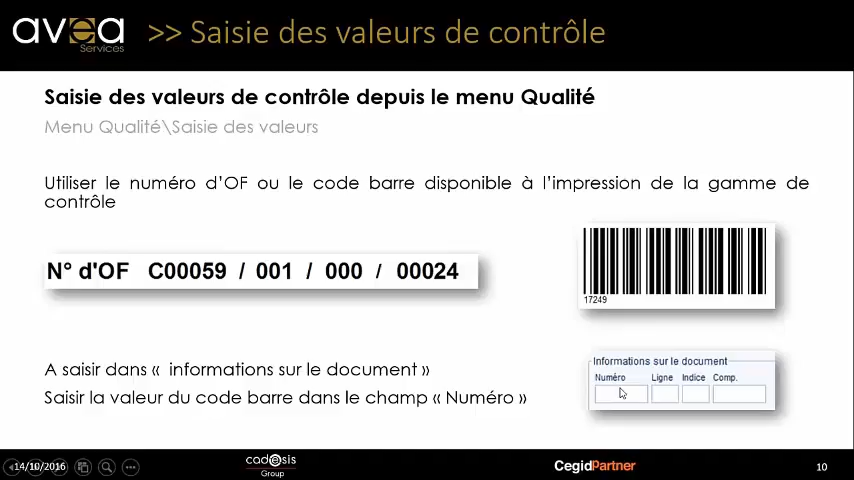 avea
Services
>> Saisie des valeurs de contrôle
Saisie des valeurs de contrôle depuis le menu Qualité
Menu Qualité\Saisie des valeurs
Utiliser le numéro d'OF ou le code barre disponible à l'impression de la gamme de
contrôle
N° d'OF C00059 / 001 / 000 / 00024
17249
A saisir dans « informations sur le document »
Saisir la valeur du code barre dans le champ « Numéro »
Informations sur le document
Numéro Ligne Indice Comp.
14/10/2016
cadesis
Group
CegidPartner
10